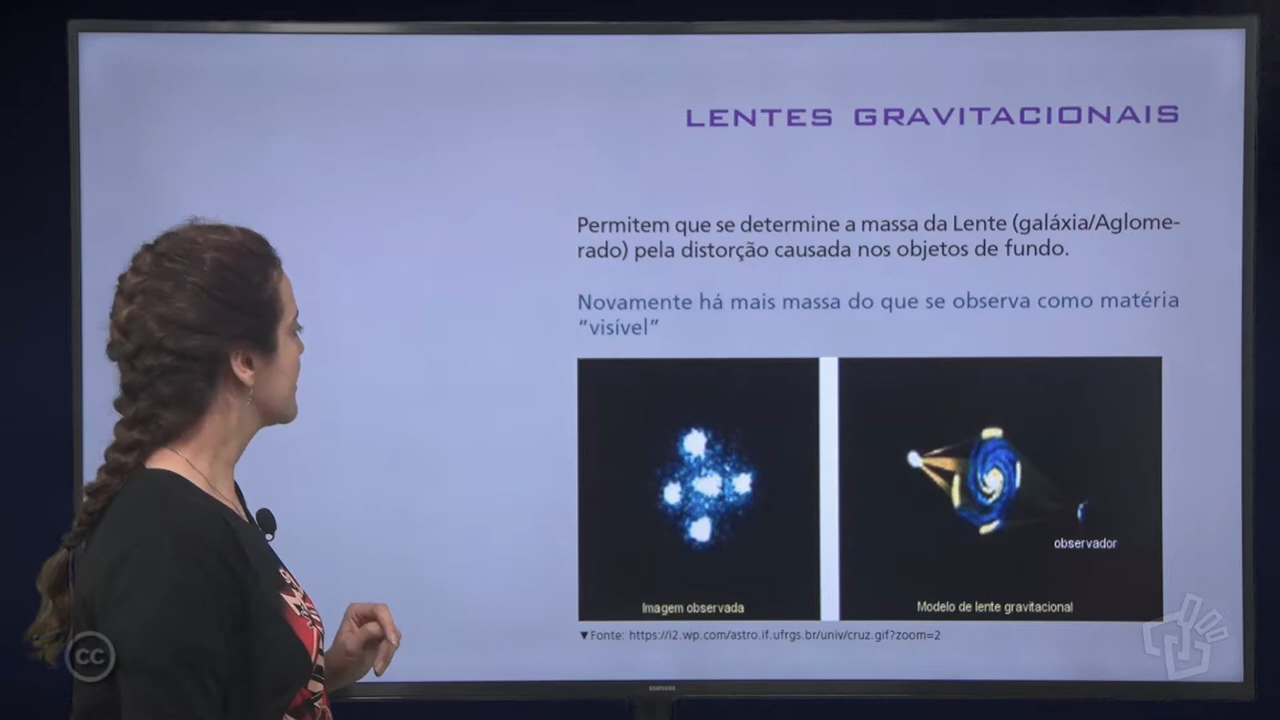 LENTES GRAVITACIONAIS
Permitem que se determine a massa da Lente (galáxia/Aglome-
rado) pela distorção causada nos objetos de fundo.
Novamente há mais massa do que se observa como matéria
“visível”
observador
Imagem observada
Modelo de lente gravitacional
▼Fonte: https://i2.wp.com/astro.if.ufrgs.br/univ/cruz.gif?zoom=2
cc
SAMSUNG